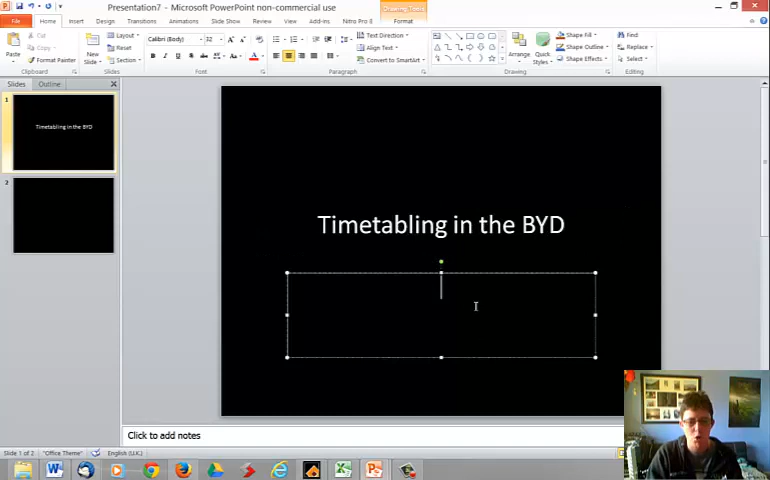 Presentation7 - Microsoft PowerPoint non-commercial use
Drawing Tools
File Home Insert Design Transitions Animations Slide Show Review View Add-Ins Nitro Pro 8 Format
Paste
Cut
Copy
Format Painter
Clipboard
New Slide
Layout
Reset
Section
Slides
Calibri (Body) 32
Font
Text Direction
Align Text
Convert to SmartArt
Paragraph
Arrange
Quick Styles
Shape Fill
Shape Outline
Shape Effects
Drawing
Find
Replace
Select
Editing
Slides Outline
1
Timetabling in the BYD
2
Timetabling in the BYD
Click to add notes
Slide 1 of 2 "Office Theme" English (U.K.)